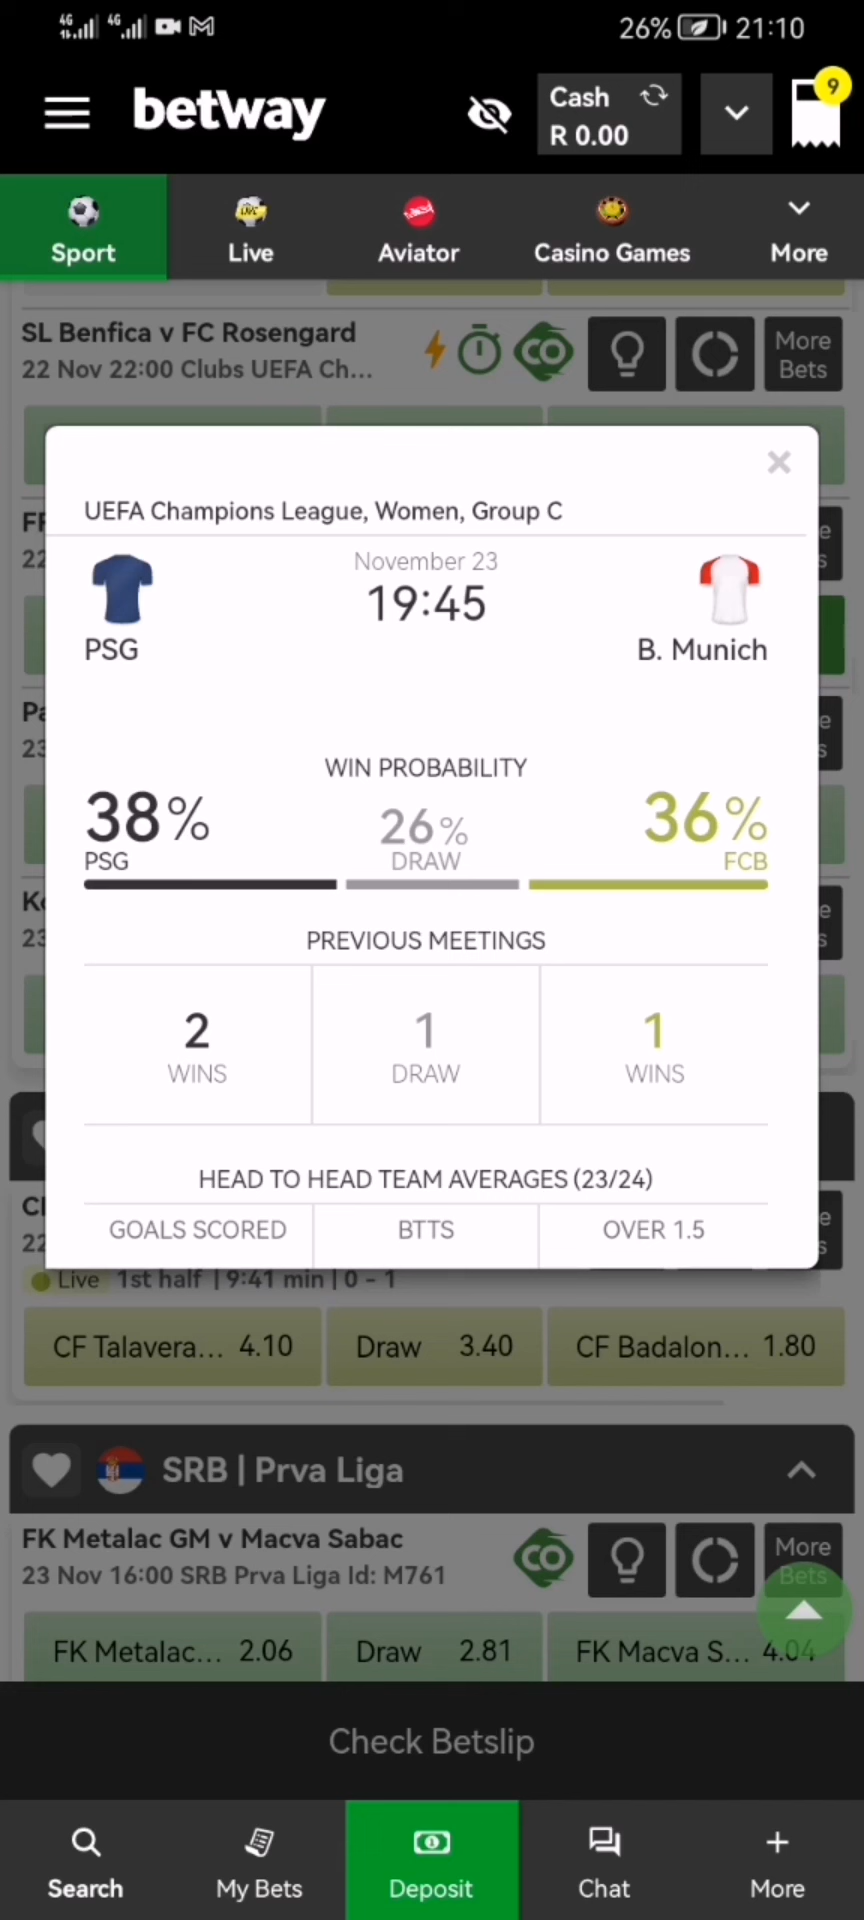 4G 4G 26% 21:10
betway
Cash
R 0.00
9
Sport Live Aviator Casino Games More
SL Benfica v FC Rosengard
22 Nov 22:00 Clubs UEFA Ch...
CO
More
Bets
UEFA Champions League, Women, Group C
November 23
19:45
PSG B. Munich
WIN PROBABILITY
38% 26% 36%
PSG DRAW FCB
PREVIOUS MEETINGS
2 1 1
WINS DRAW WINS
HEAD TO HEAD TEAM AVERAGES (23/24)
GOALS SCORED BTTS OVER 1.5
Live 1st half | 9:41 min | 0 - 1
CF Talavera... 4.10 Draw 3.40 CF Badalon... 1.80
SRB | Prva Liga
FK Metalac GM v Macva Sabac
23 Nov 16:00 SRB Prva Liga Id: M761
CO
More
Bets
FK Metalac... 2.06 Draw 2.81 FK Macva S... 4.04
Check Betslip
Search My Bets Deposit Chat More